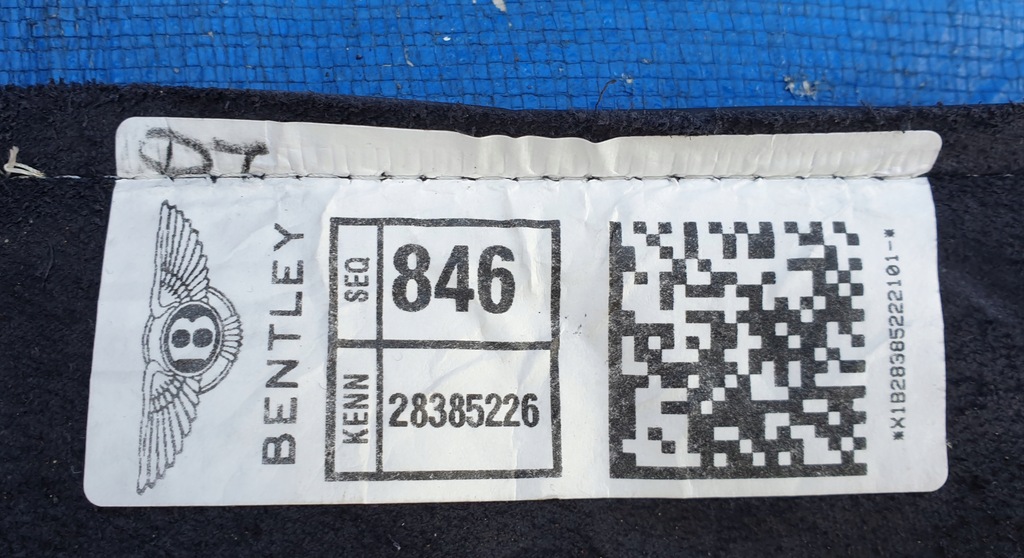 B
BENTLEY
SEQ
846
KENN
28385226
*X1B28385222101-*